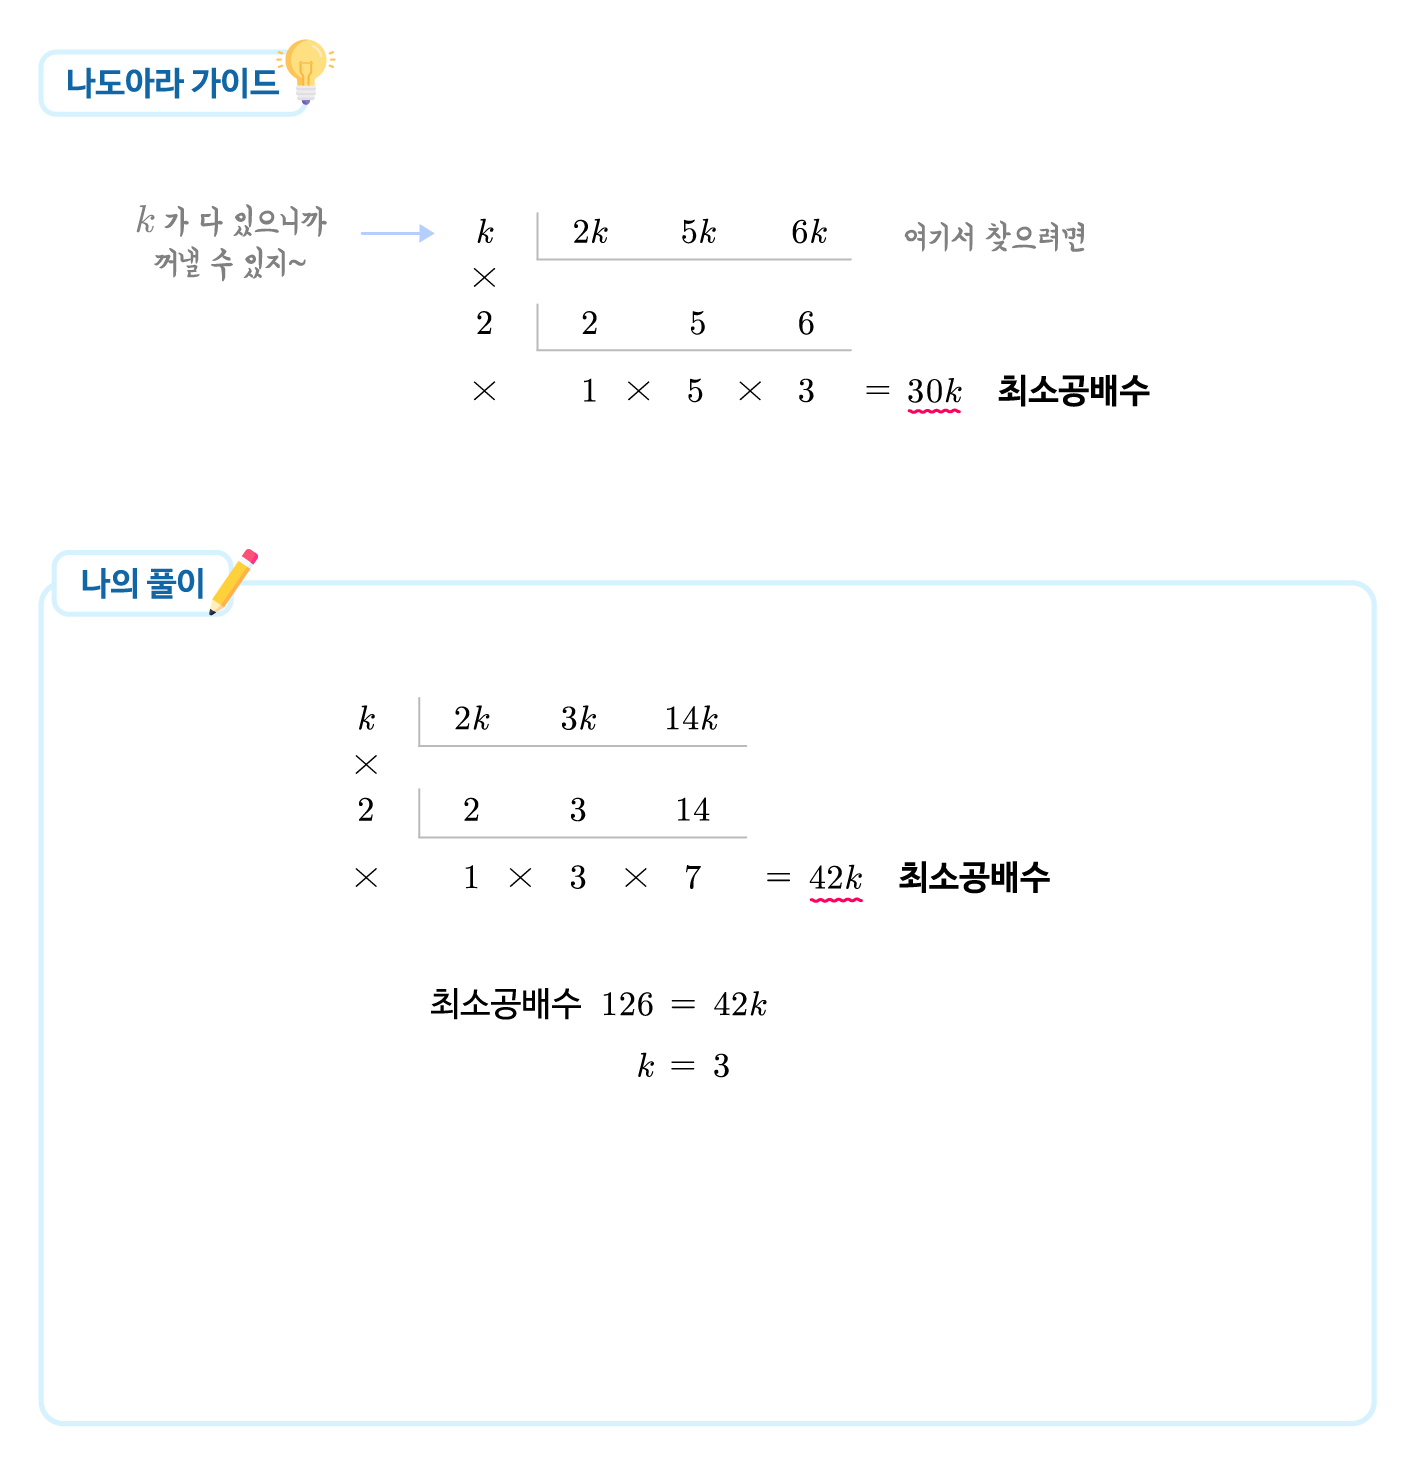 나도아라 가이드
k 가 다 있으니까
꺼낼 수 있지~
k 2k 5k 6k 여기서 찾으려면
×
2 2 5 6
× 1 × 5 × 3 = 30k 최소공배수
나의 풀이
k 2k 3k 14k
×
2 2 3 14
× 1 × 3 × 7 = 42k 최소공배수
최소공배수 126 = 42k
k = 3